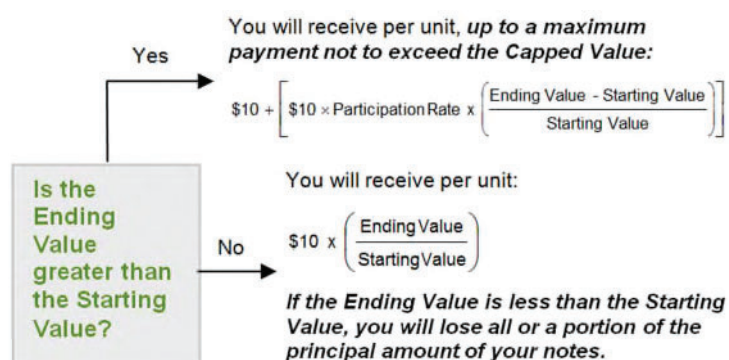 You will receive per unit, up to a maximum
payment not to exceed the Capped Value:
Yes
$10 + [ $10 × Participation Rate x ( Ending Value - Starting Value
Starting Value ) ]
Is the
Ending
Value
greater than
the Starting
Value?
You will receive per unit:
No
$10 x ( Ending Value
Starting Value )
If the Ending Value is less than the Starting
Value, you will lose all or a portion of the
principal amount of your notes.